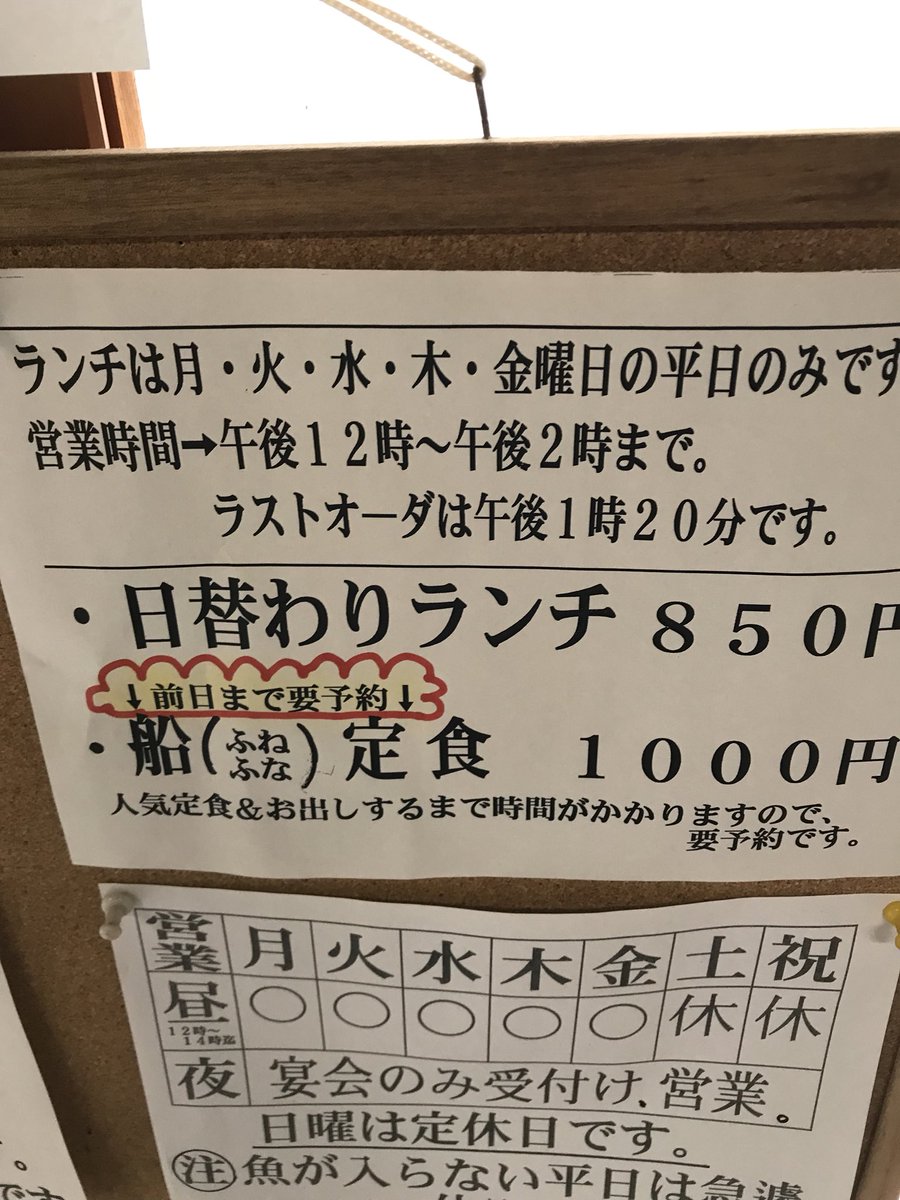 ランチは月・火・水・木・金曜日の平日のみです
営業時間➡午後１２時～午後２時まで。
ラストオーダは午後１時２０分です。
・日替わりランチ ８５０円
↓前日まで要予約↓
・船(ふね ふな)定食 １０００円
人気定食＆お出しするまで時間がかかりますので、
要予約です。
営業 月 火 水 木 金 土 祝
昼 12時～14時迄 〇 〇 〇 〇 〇 休 休
夜 宴会のみ受付け、営業。
日曜は定休日です。
㊟魚が入らない平日は急遽